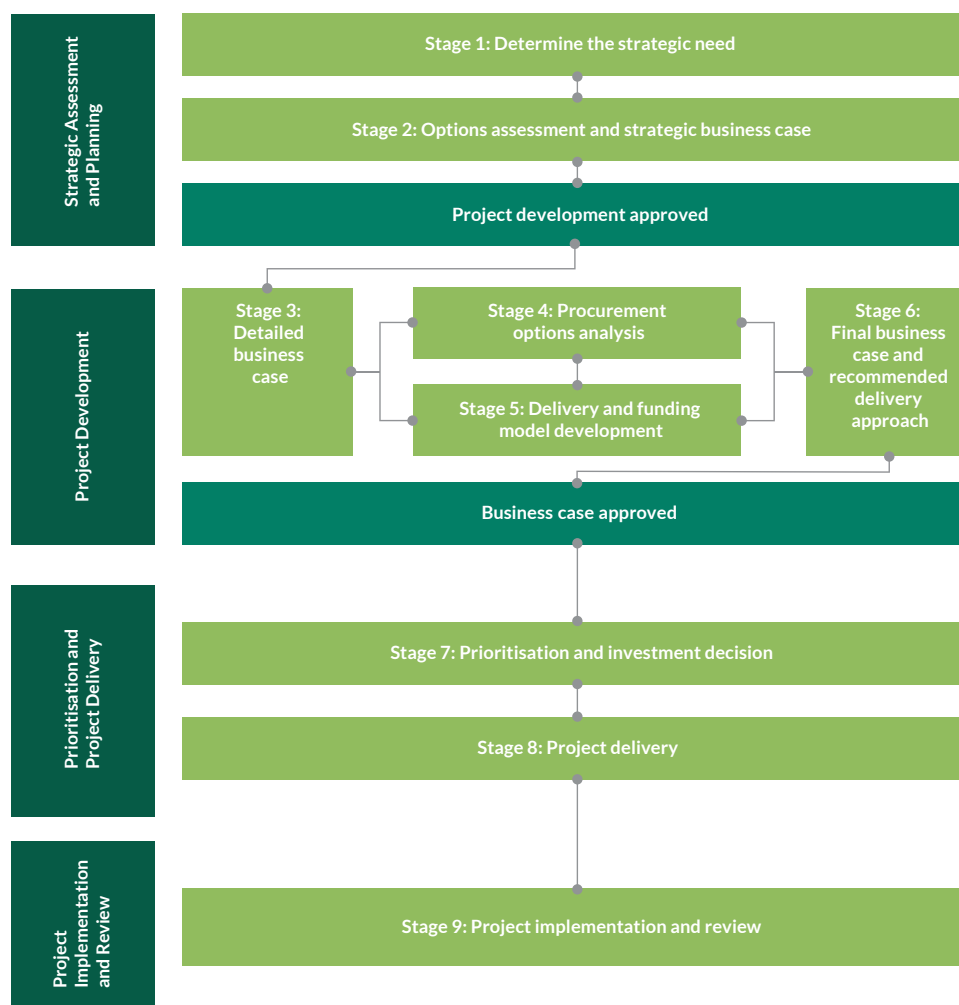 Strategic Assessment
and Planning
Stage 1: Determine the strategic need
Stage 2: Options assessment and strategic business case
Project development approved
Project Development
Stage 3:
Detailed
business
case
Stage 4: Procurement
options analysis
Stage 5: Delivery and funding
model development
Stage 6:
Final business
case and
recommended
delivery
approach
Business case approved
Prioritisation and
Project Delivery
Stage 7: Prioritisation and investment decision
Stage 8: Project delivery
Project
Implementation
and Review
Stage 9: Project implementation and review